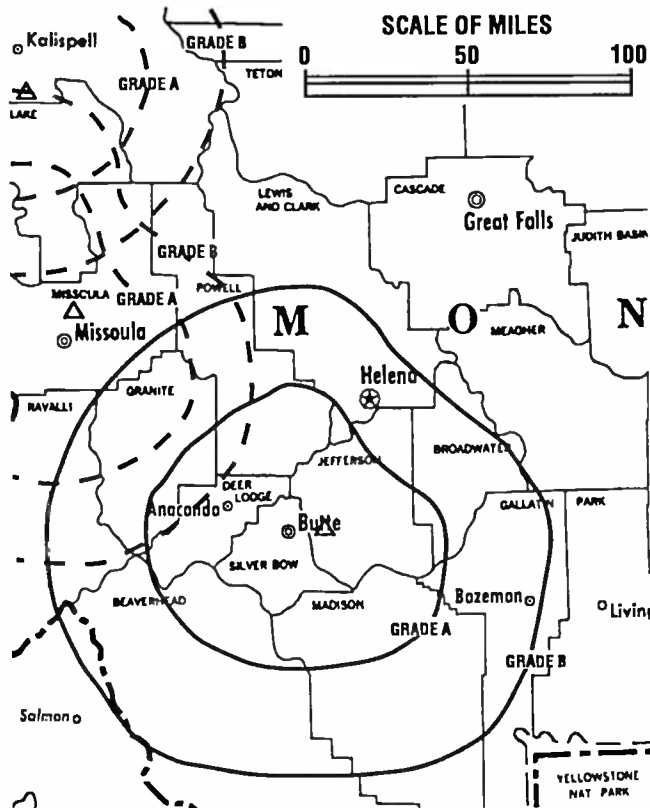 SCALE OF MILES
0 50 100
Kalispell
GRADE B
GRADE A
TETON
LAKE
LEWIS
AND CLARK
CASCADE
Great Falls
JUDITH BASIN
GRADE B
MISSCULA
GRADE A
POWELL
Missoula
M O N
MEAGHER
Helena
GRANITE
RAVALLI
BROADWATER
JEFFERSON
DEER
LODGE
GALLATIN
PARK
Anaconda
Butte
SILVER BOW
BEAVERHEAD
MADISON
Bozeman
Living
GRADE A
GRADE B
Salmon
YELLOWSTONE
NAT PARK